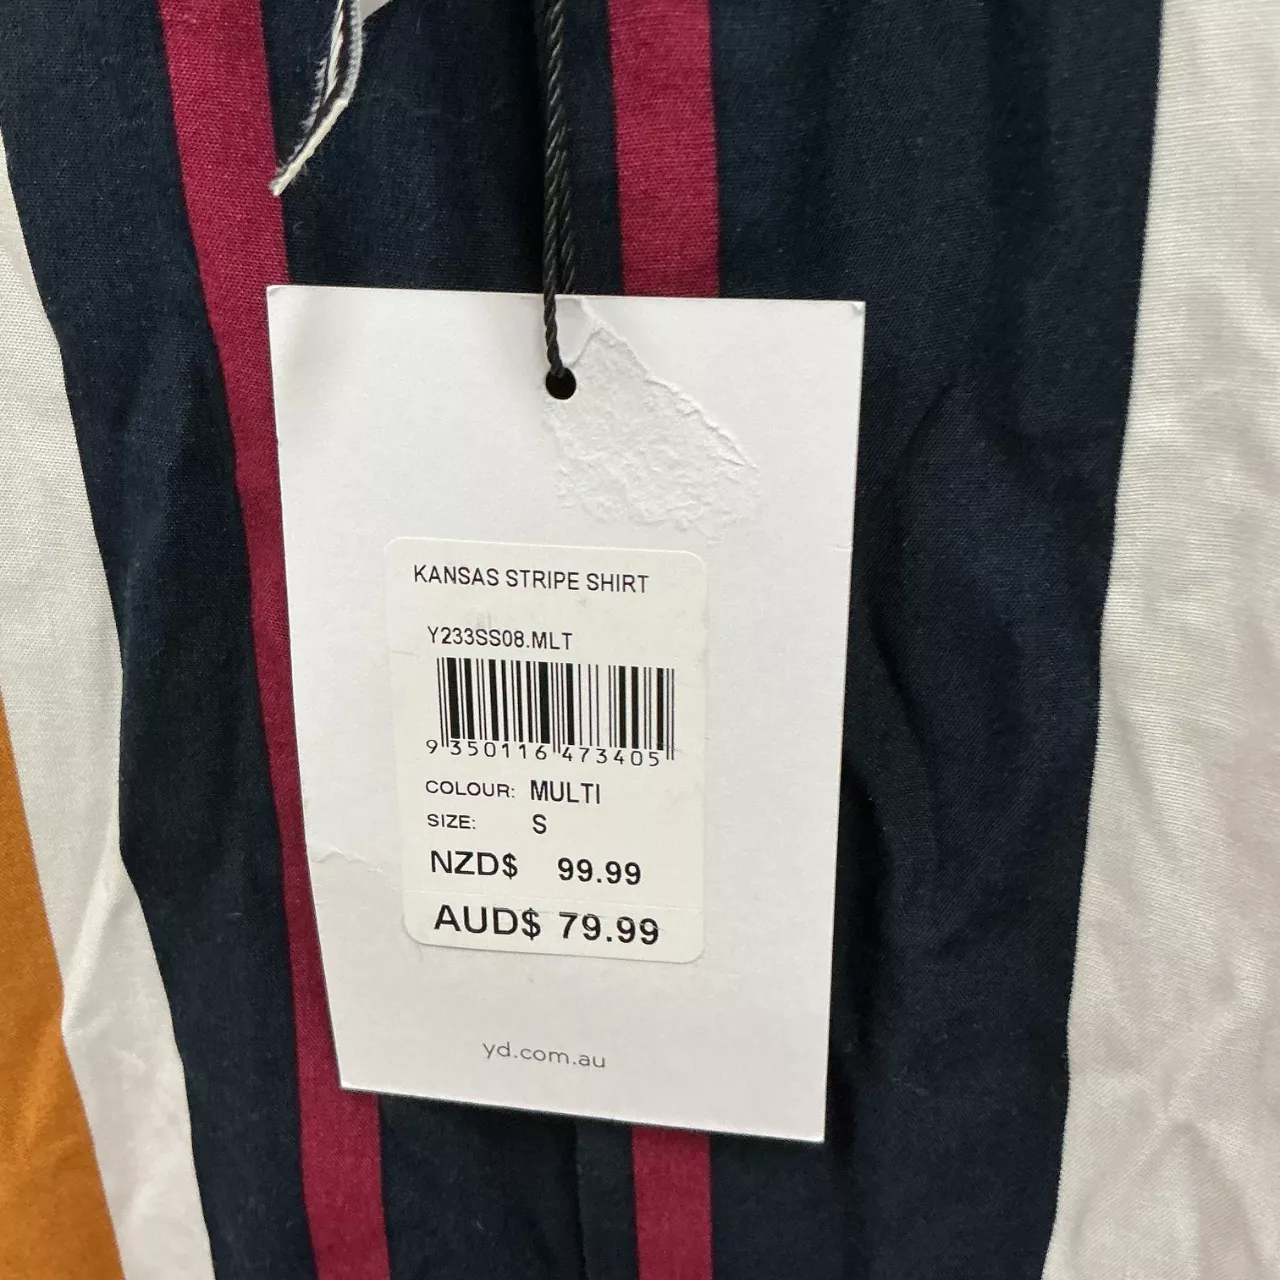 KANSAS STRIPE SHIRT
Y233SS08.MLT
9 350116 473405
COLOUR: MULTI
SIZE: S
NZD$ 99.99
AUD$ 79.99
yd.com.au